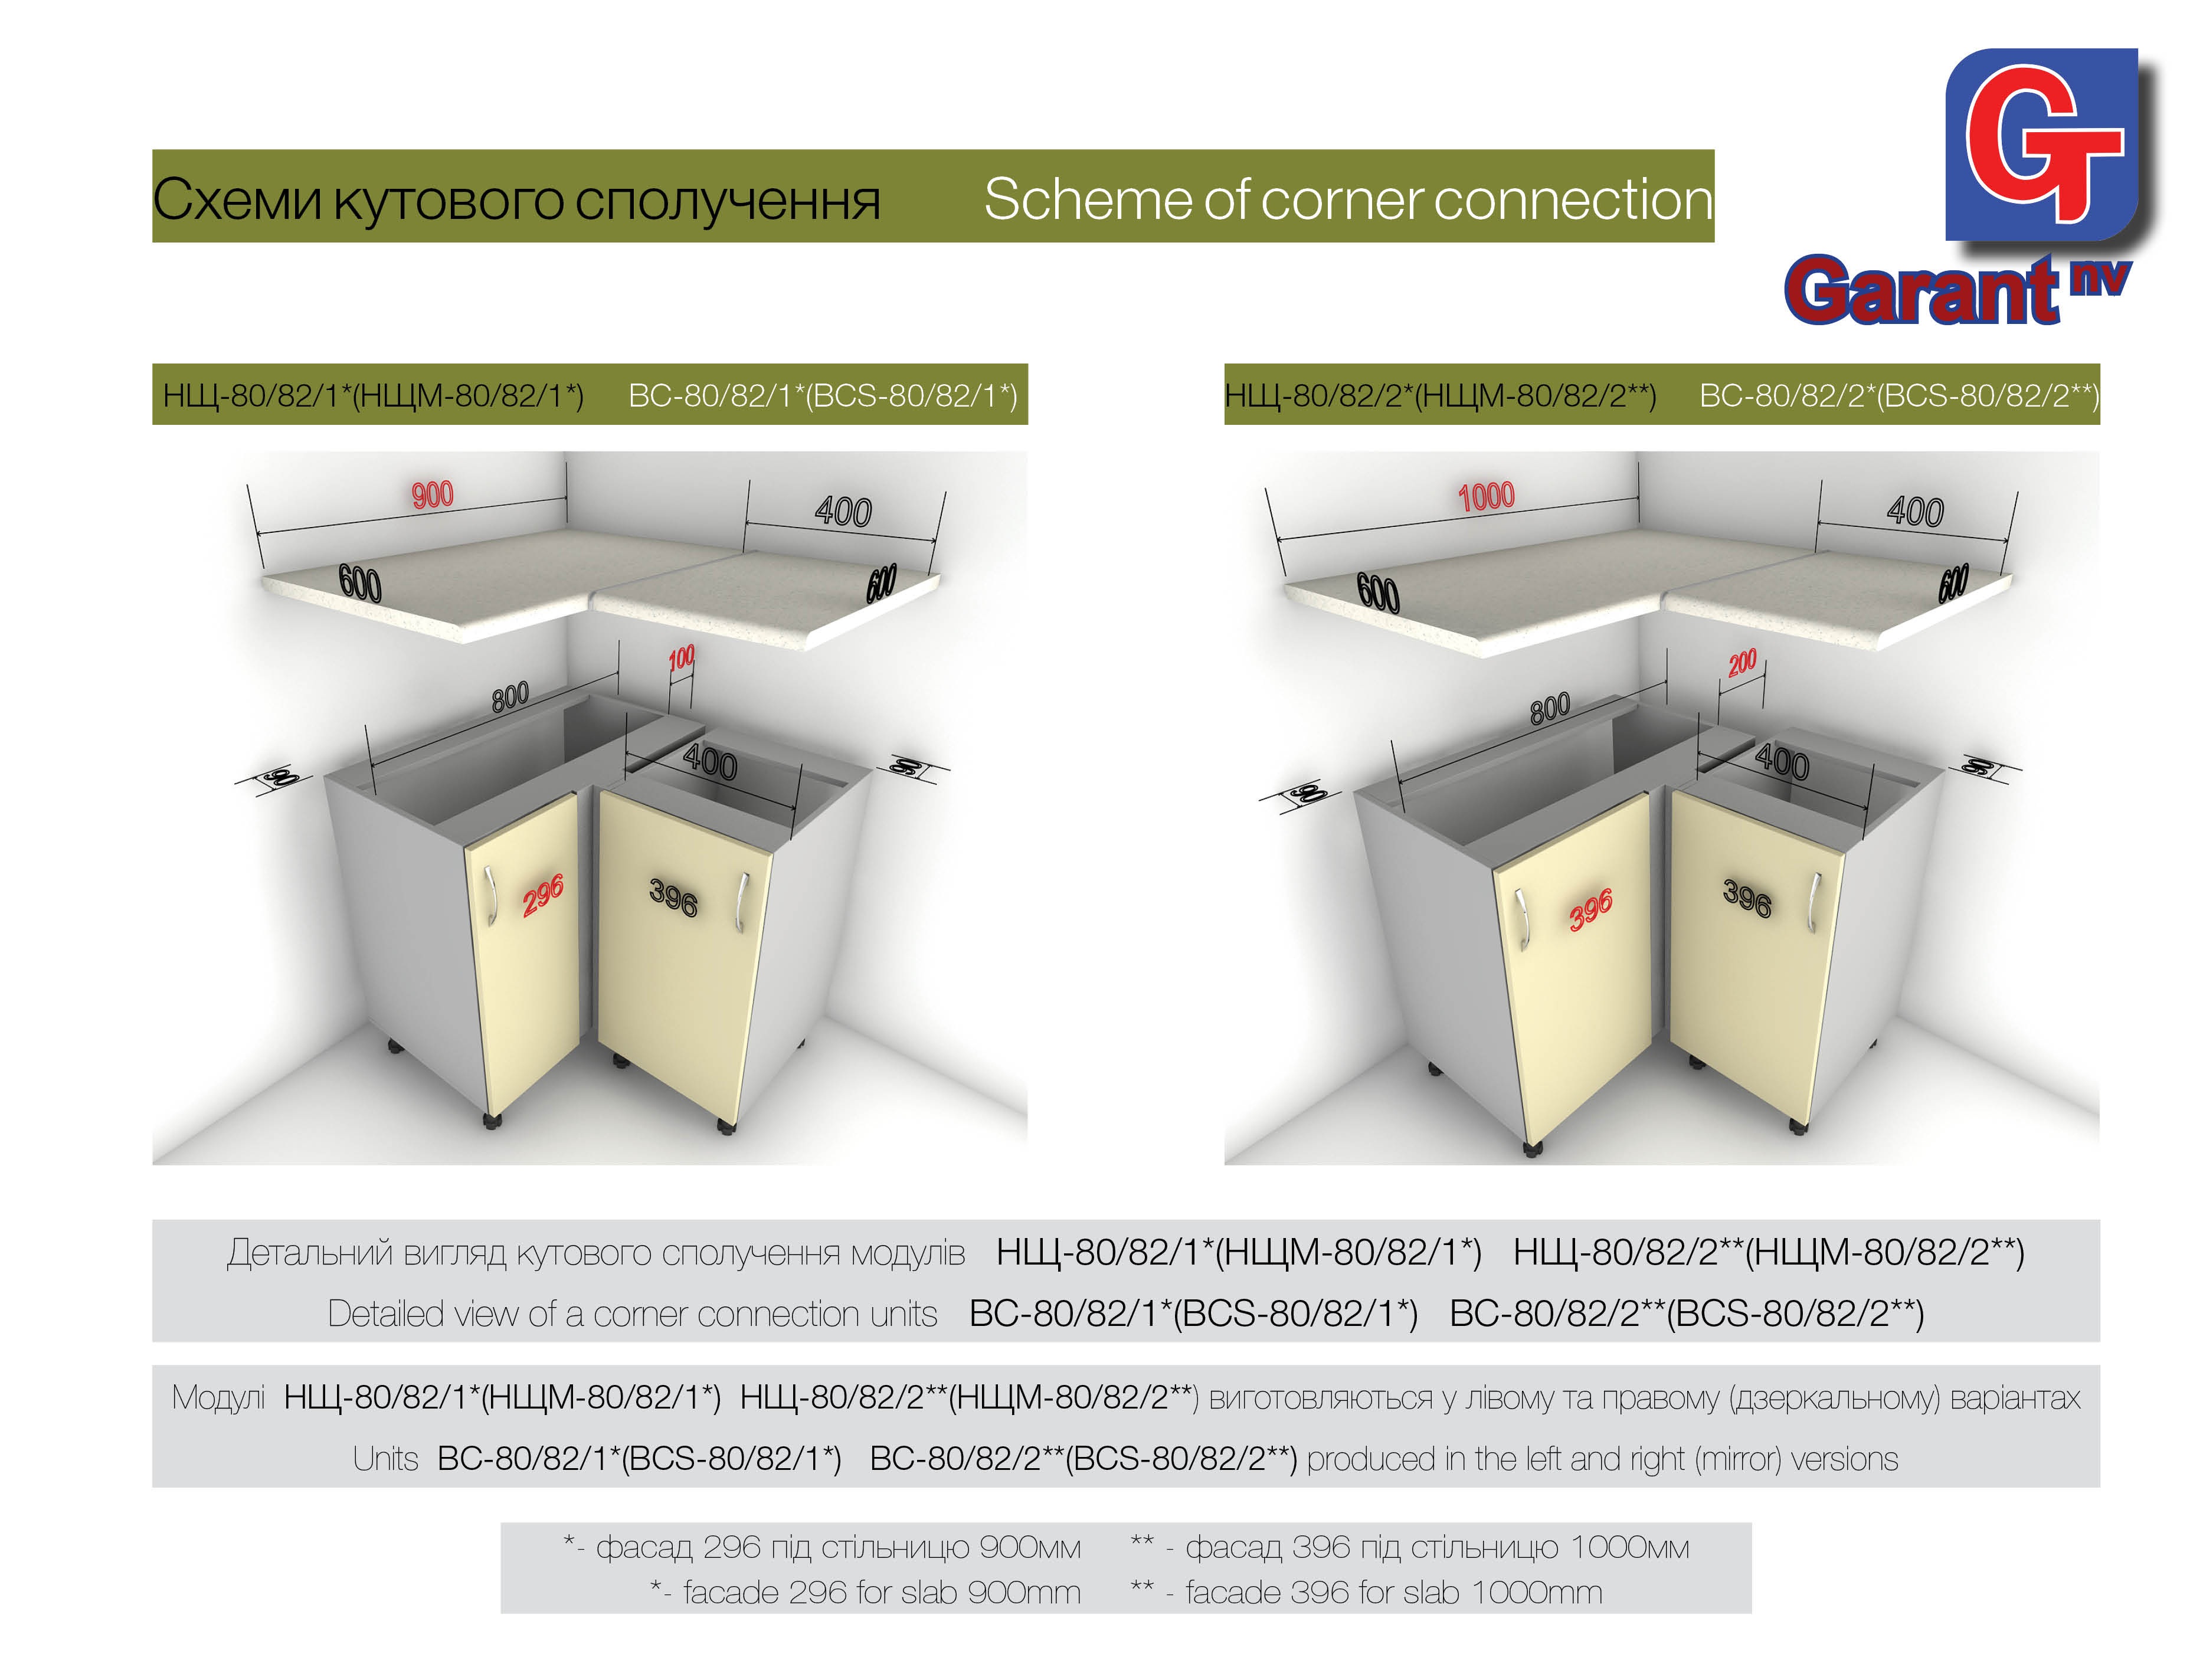 GT
Схеми кутового сполучення Scheme of corner connection
Garant nv
НЩ-80/82/1*(НЩМ-80/82/1*) BC-80/82/1*(BCS-80/82/1*)
НЩ-80/82/2*(НЩМ-80/82/2**) BC-80/82/2*(BCS-80/82/2**)
900
400
600
600
100
800
400
90
90
296
396
1000
400
600
600
200
800
400
90
90
396
396
Детальний вигляд кутового сполучення модулів НЩ-80/82/1*(НЩМ-80/82/1*) НЩ-80/82/2**(НЩМ-80/82/2**)
Detailed view of a corner connection units BC-80/82/1*(BCS-80/82/1*) BC-80/82/2**(BCS-80/82/2**)
Модулі НЩ-80/82/1*(НЩМ-80/82/1*) НЩ-80/82/2**(НЩМ-80/82/2**) виготовляються у лівому та правому (дзеркальному) варіантах
Units BC-80/82/1*(BCS-80/82/1*) BC-80/82/2**(BCS-80/82/2**) produced in the left and right (mirror) versions
*- фасад 296 під стільницю 900мм ** - фасад 396 під стільницю 1000мм
*- facade 296 for slab 900mm ** - facade 396 for slab 1000mm